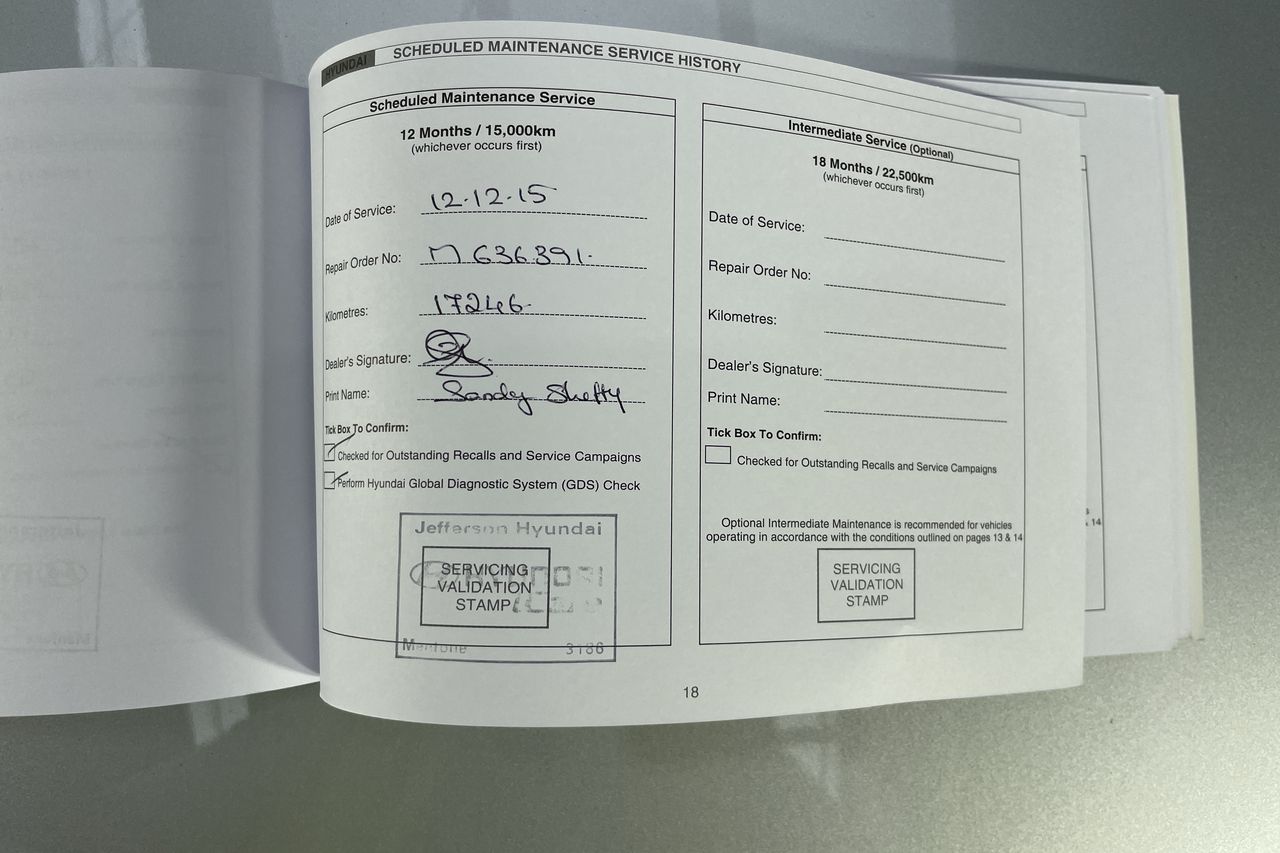 HYUNDAI
SCHEDULED MAINTENANCE SERVICE HISTORY
Scheduled Maintenance Service
12 Months / 15,000km
(whichever occurs first)
Date of Service: 12.12.15
Repair Order No: M 636391.
Kilometres: 17246.
Dealer's Signature:
Print Name: Sandy Shetty
Tick Box To Confirm:
Checked for Outstanding Recalls and Service Campaigns
Perform Hyundai Global Diagnostic System (GDS) Check
Jefferson Hyundai
SERVICING
VALIDATION
STAMP
Mentone 3186
Intermediate Service (Optional)
18 Months / 22,500km
(whichever occurs first)
Date of Service:
Repair Order No:
Kilometres:
Dealer's Signature:
Print Name:
Tick Box To Confirm:
Checked for Outstanding Recalls and Service Campaigns
Optional Intermediate Maintenance is recommended for vehicles
operating in accordance with the conditions outlined on pages 13 & 14
SERVICING
VALIDATION
STAMP
18
14